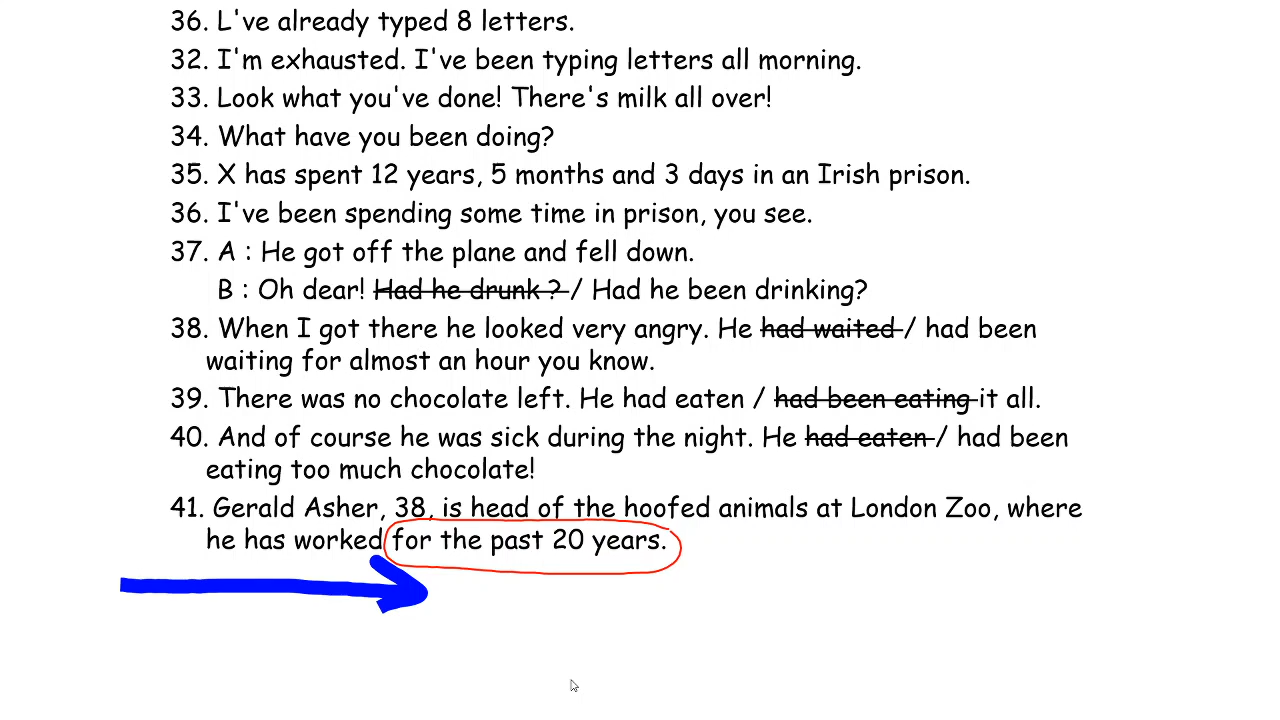 36. L've already typed 8 letters.
32. I'm exhausted. I've been typing letters all morning.
33. Look what you've done! There's milk all over!
34. What have you been doing?
35. X has spent 12 years, 5 months and 3 days in an Irish prison.
36. I've been spending some time in prison, you see.
37. A : He got off the plane and fell down.
B : Oh dear! Had he drunk ? / Had he been drinking?
38. When I got there he looked very angry. He had waited / had been
waiting for almost an hour you know.
39. There was no chocolate left. He had eaten / had been eating it all.
40. And of course he was sick during the night. He had eaten / had been
eating too much chocolate!
41. Gerald Asher, 38, is head of the hoofed animals at London Zoo, where
he has worked for the past 20 years.